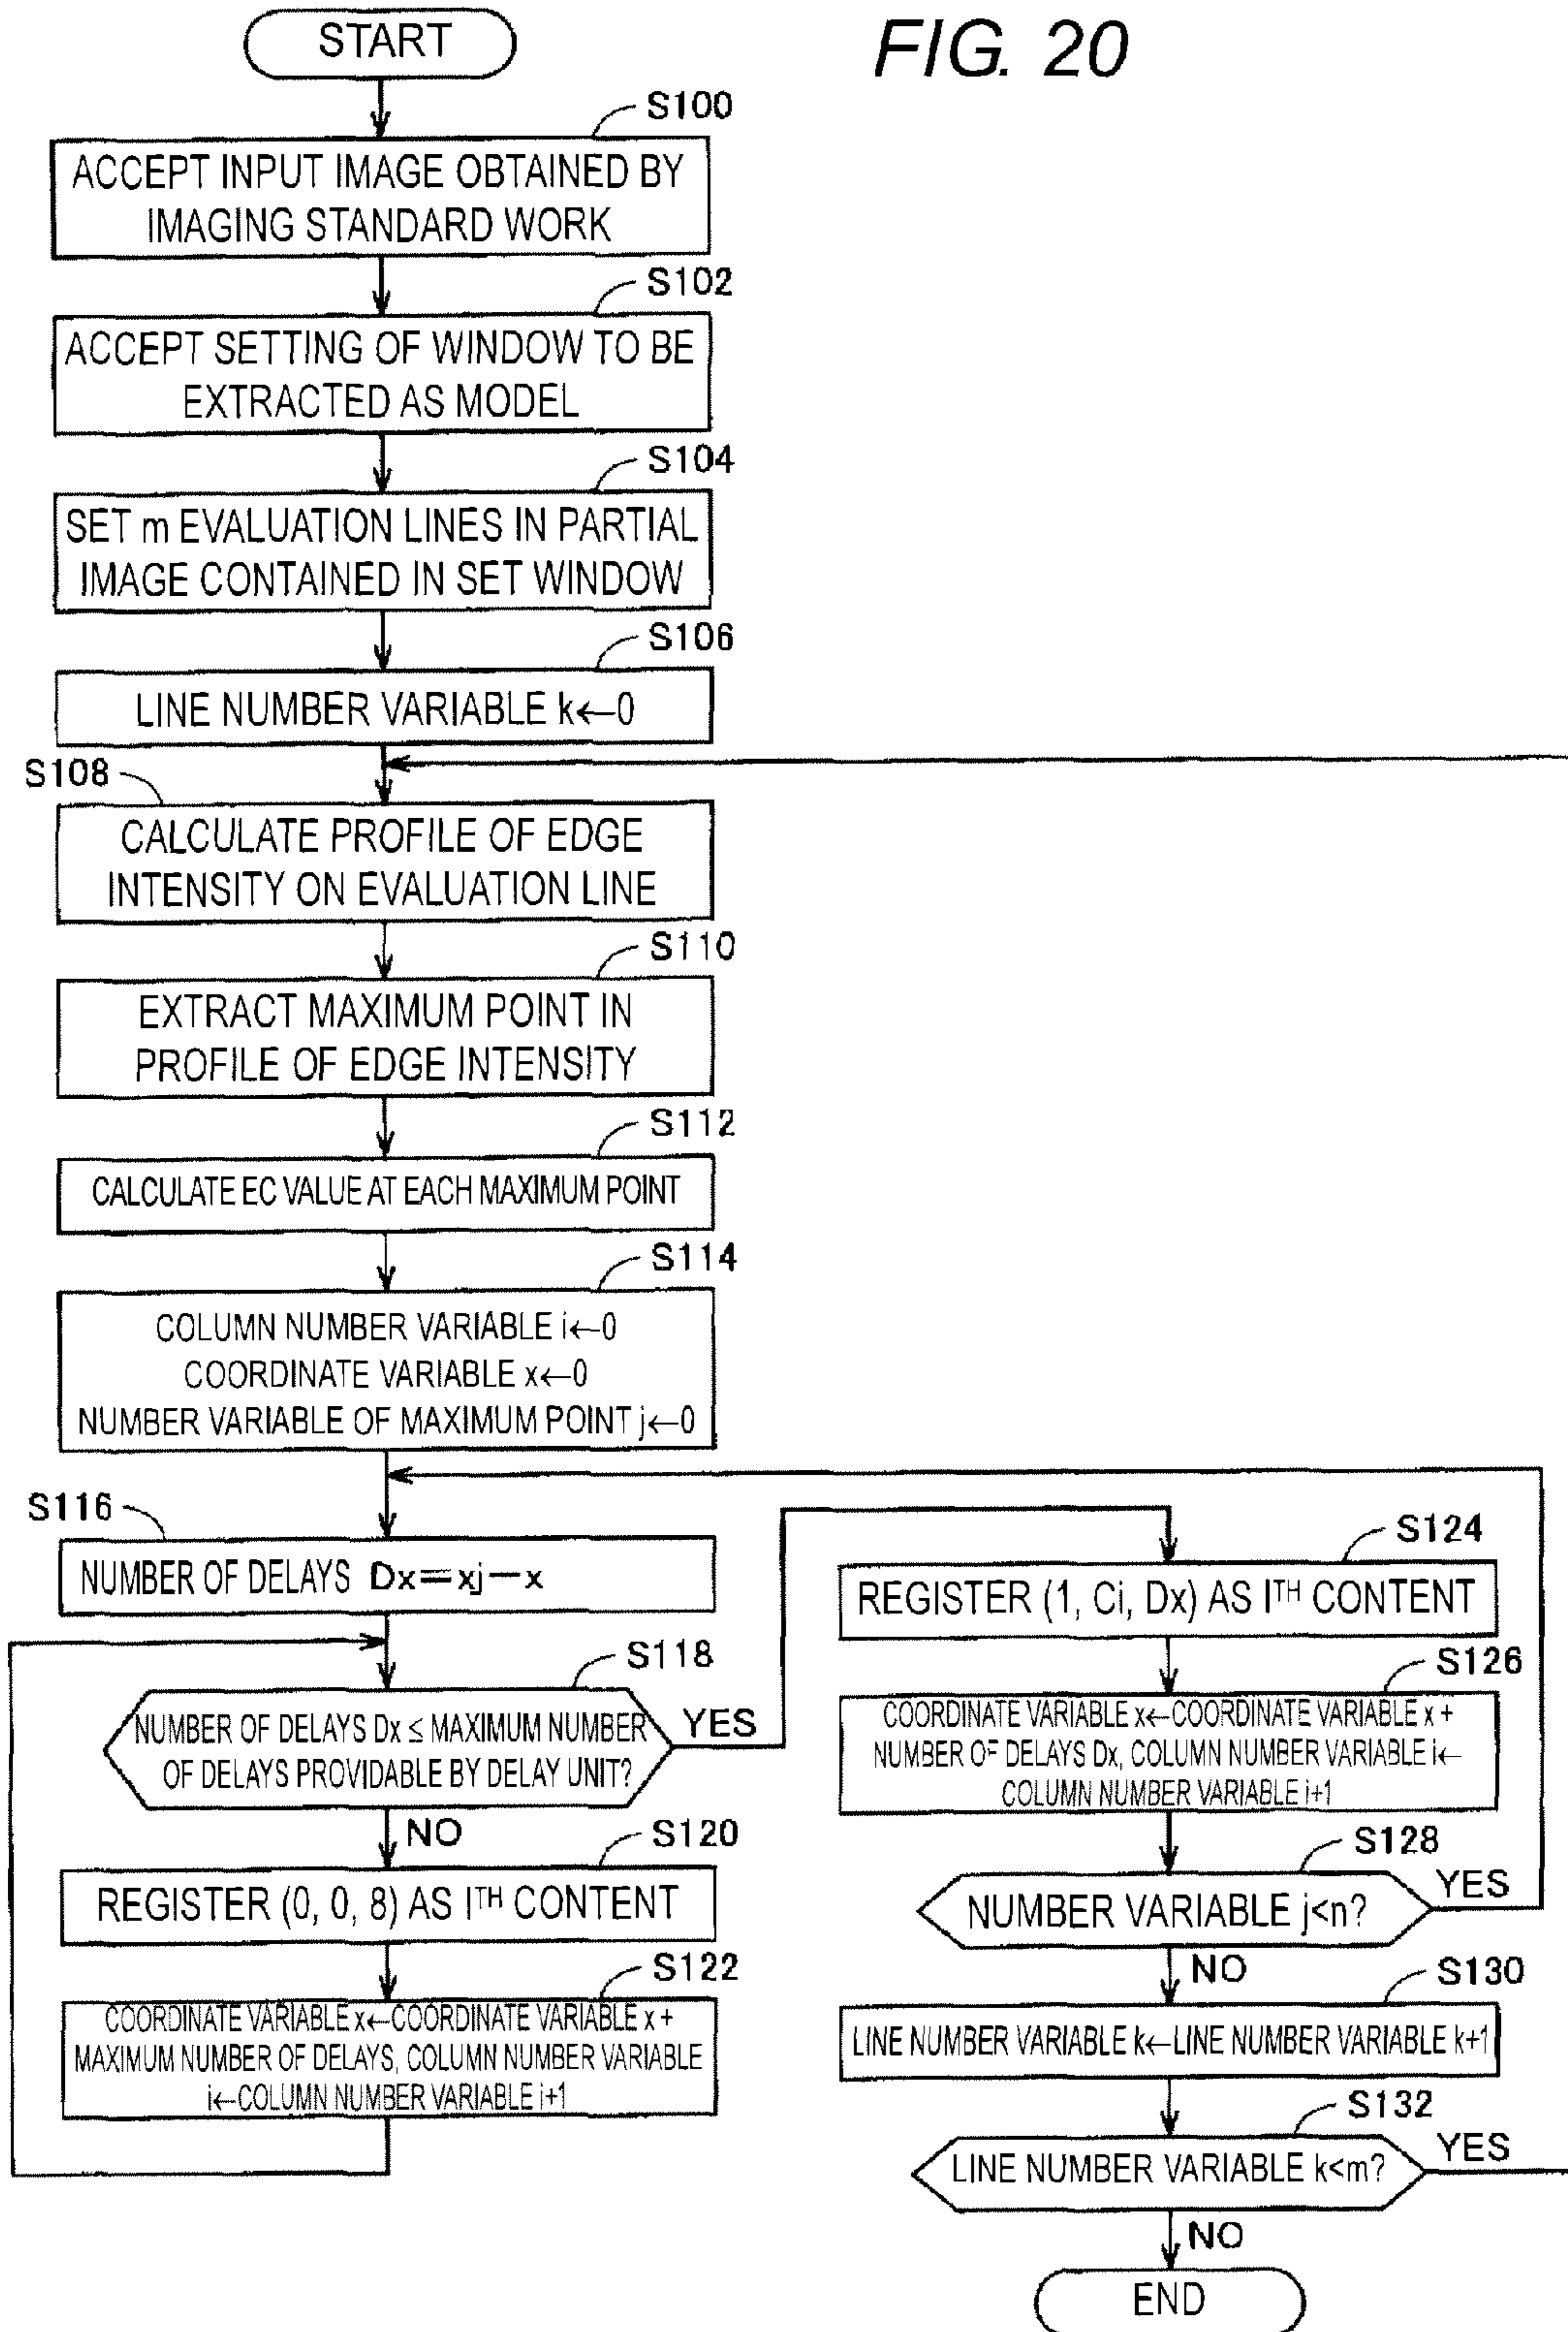 FIG. 20
START
S100
ACCEPT INPUT IMAGE OBTAINED BY
IMAGING STANDARD WORK
S102
ACCEPT SETTING OF WINDOW TO BE
EXTRACTED AS MODEL
S104
SET m EVALUATION LINES IN PARTIAL
IMAGE CONTAINED IN SET WINDOW
S106
LINE NUMBER VARIABLE k←0
S108
CALCULATE PROFILE OF EDGE
INTENSITY ON EVALUATION LINE
S110
EXTRACT MAXIMUM POINT IN
PROFILE OF EDGE INTENSITY
S112
CALCULATE EC VALUE AT EACH MAXIMUM POINT
S114
COLUMN NUMBER VARIABLE i←0
COORDINATE VARIABLE x←0
NUMBER VARIABLE OF MAXIMUM POINT j←0
S116
NUMBER OF DELAYS Dx=xj−x
S118
NUMBER OF DELAYS Dx ≤ MAXIMUM NUMBER
OF DELAYS PROVIDABLE BY DELAY UNIT?
YES
NO
S120
REGISTER (0, 0, 8) AS ITH CONTENT
S122
COORDINATE VARIABLE x←COORDINATE VARIABLE x +
MAXIMUM NUMBER OF DELAYS, COLUMN NUMBER VARIABLE
i←COLUMN NUMBER VARIABLE i+1
S124
REGISTER (1, Ci, Dx) AS ITH CONTENT
S126
COORDINATE VARIABLE x←COORDINATE VARIABLE x +
NUMBER OF DELAYS Dx, COLUMN NUMBER VARIABLE i←
COLUMN NUMBER VARIABLE i+1
S128
NUMBER VARIABLE j<n?
YES
NO
S130
LINE NUMBER VARIABLE k←LINE NUMBER VARIABLE k+1
S132
LINE NUMBER VARIABLE k<m?
YES
NO
END